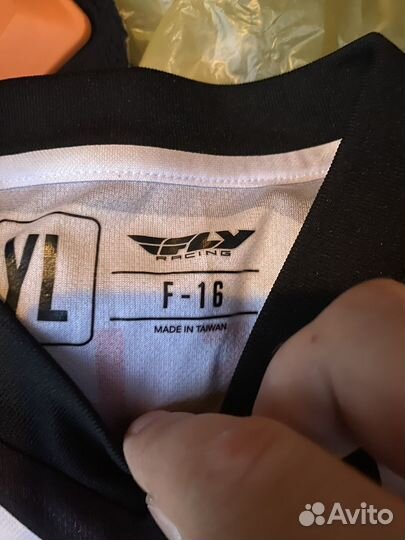 YL
FLY
RACING
F-16
MADE IN TAIWAN
Avito